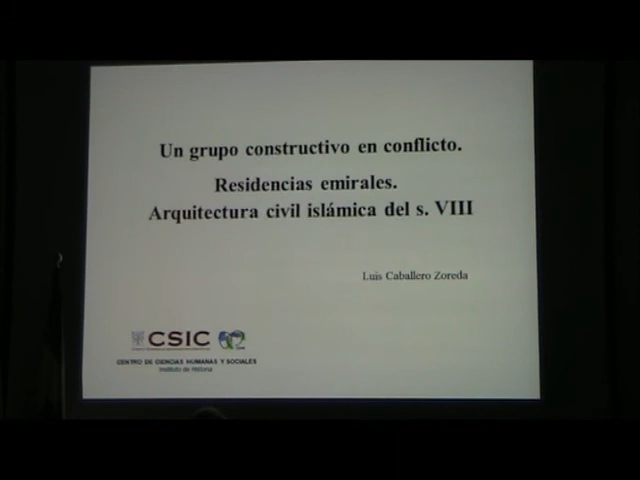 Un grupo constructivo en conflicto.
Residencias emirales.
Arquitectura civil islámica del s. VIII
Luis Caballero Zoreda
CSIC
CENTRO DE CIENCIAS HUMANAS Y SOCIALES
Instituto de Historia